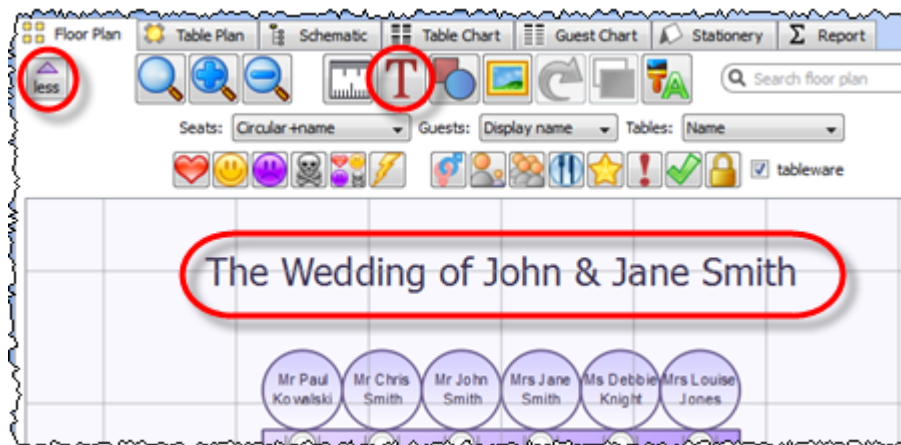 Floor Plan Table Plan Schematic Table Chart Guest Chart Stationery Σ Report
less T A Search floor plan
Seats: Circular+name Guests: Display name Tables: Name
tableware
The Wedding of John & Jane Smith
Mr Paul Mr Chris Mr John Mrs Jane Ms Debbie Mrs Louise
Kowalski Smith Smith Smith Knight Jones